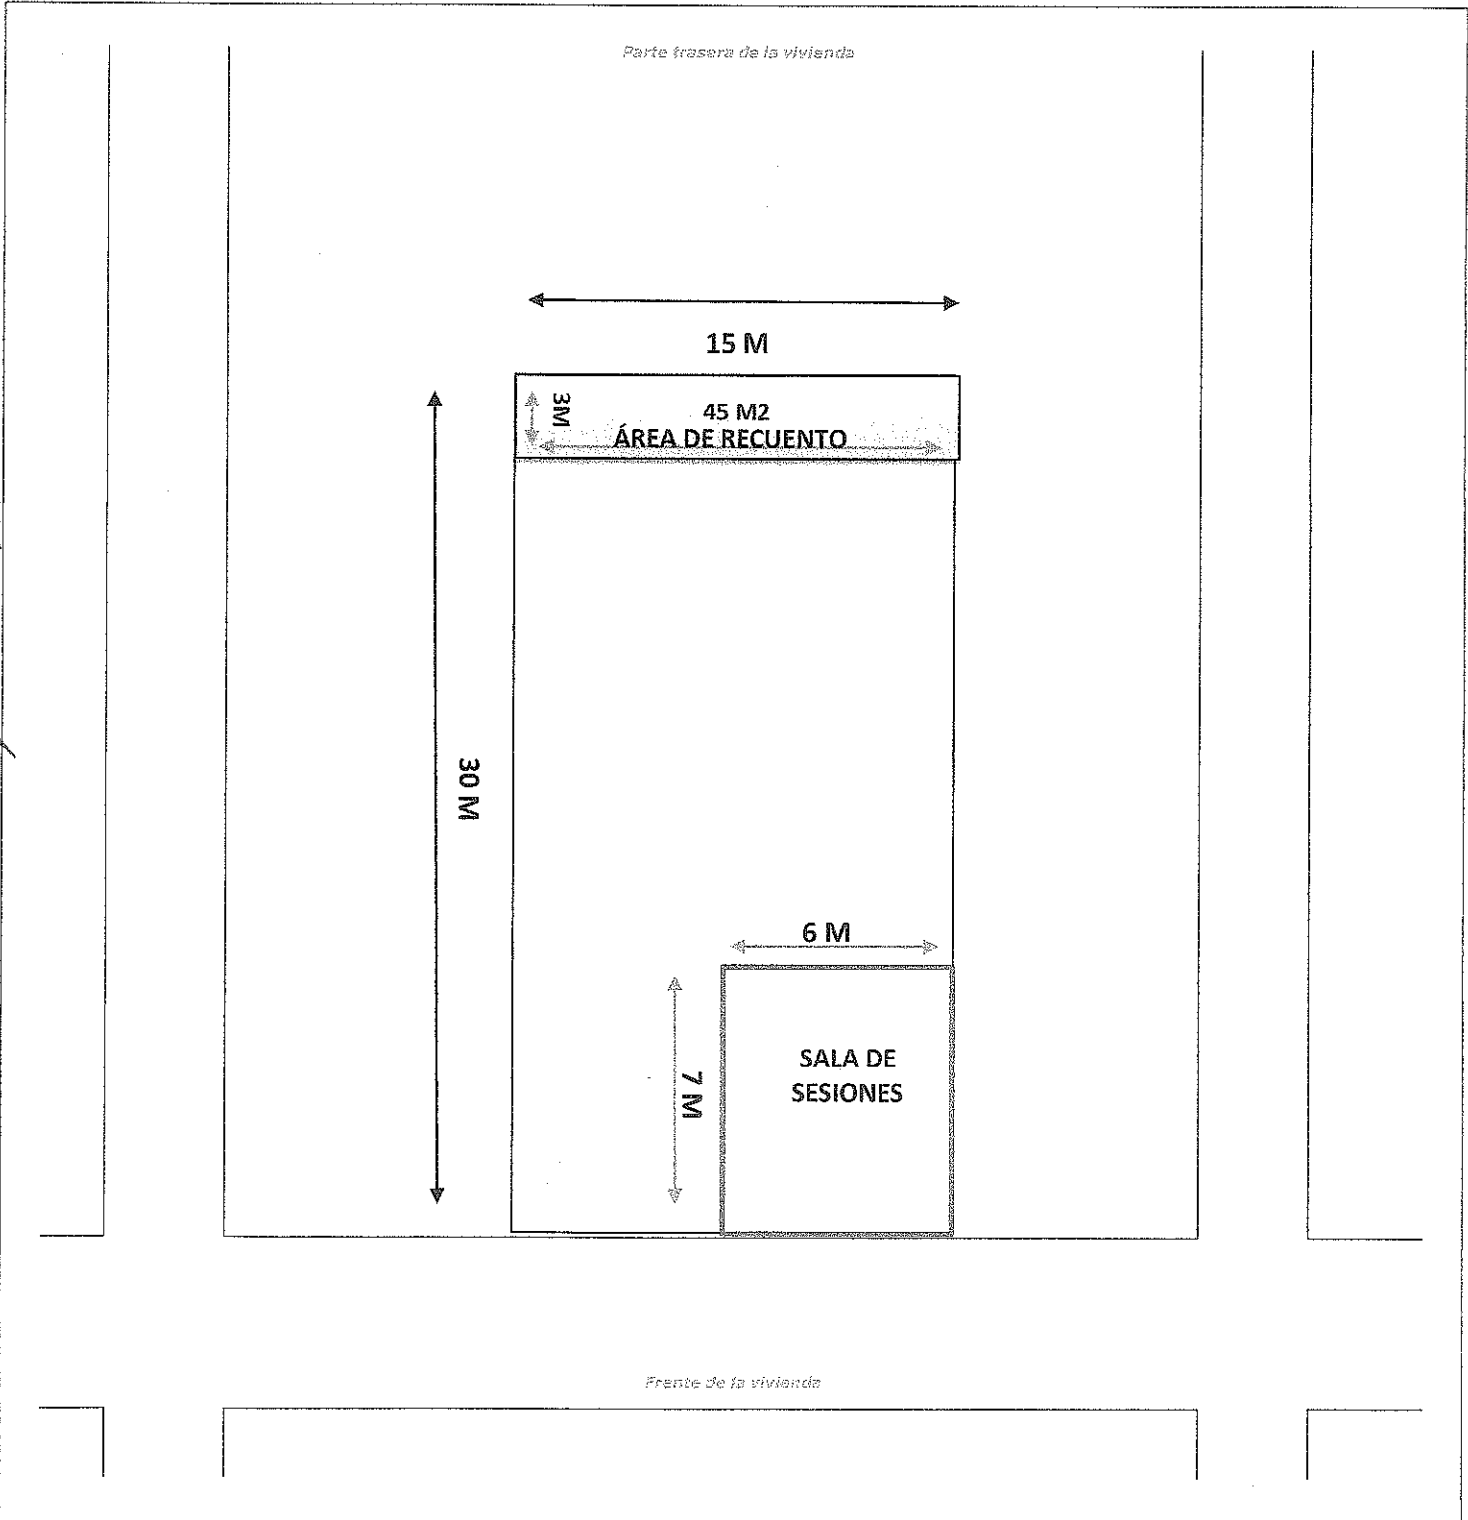 Parte trasera de la vivienda
15 M
3M
45 M2
ÁREA DE RECUENTO
30 M
6 M
7 M
SALA DE
SESIONES
Frente de la vivienda